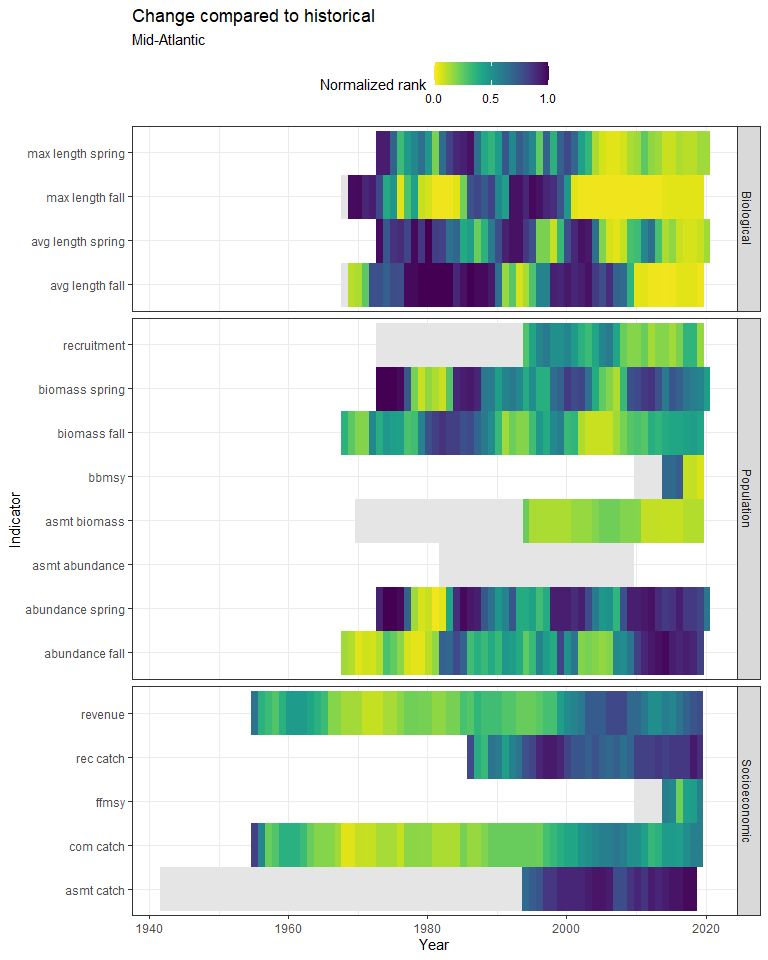 Change compared to historical
Mid-Atlantic
Normalized rank
0.0 0.5 1.0
Indicator
max length spring
max length fall
avg length spring
avg length fall
Biological
recruitment
biomass spring
biomass fall
bbmsy
asmt biomass
asmt abundance
abundance spring
abundance fall
Population
revenue
rec catch
ffmsy
com catch
asmt catch
Socioeconomic
1940 1960 1980 2000 2020
Year